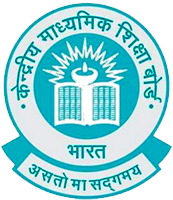 केन्द्रीय माध्यमिक शिक्षा बोर्ड
भारत
असतो मा सद्गमय